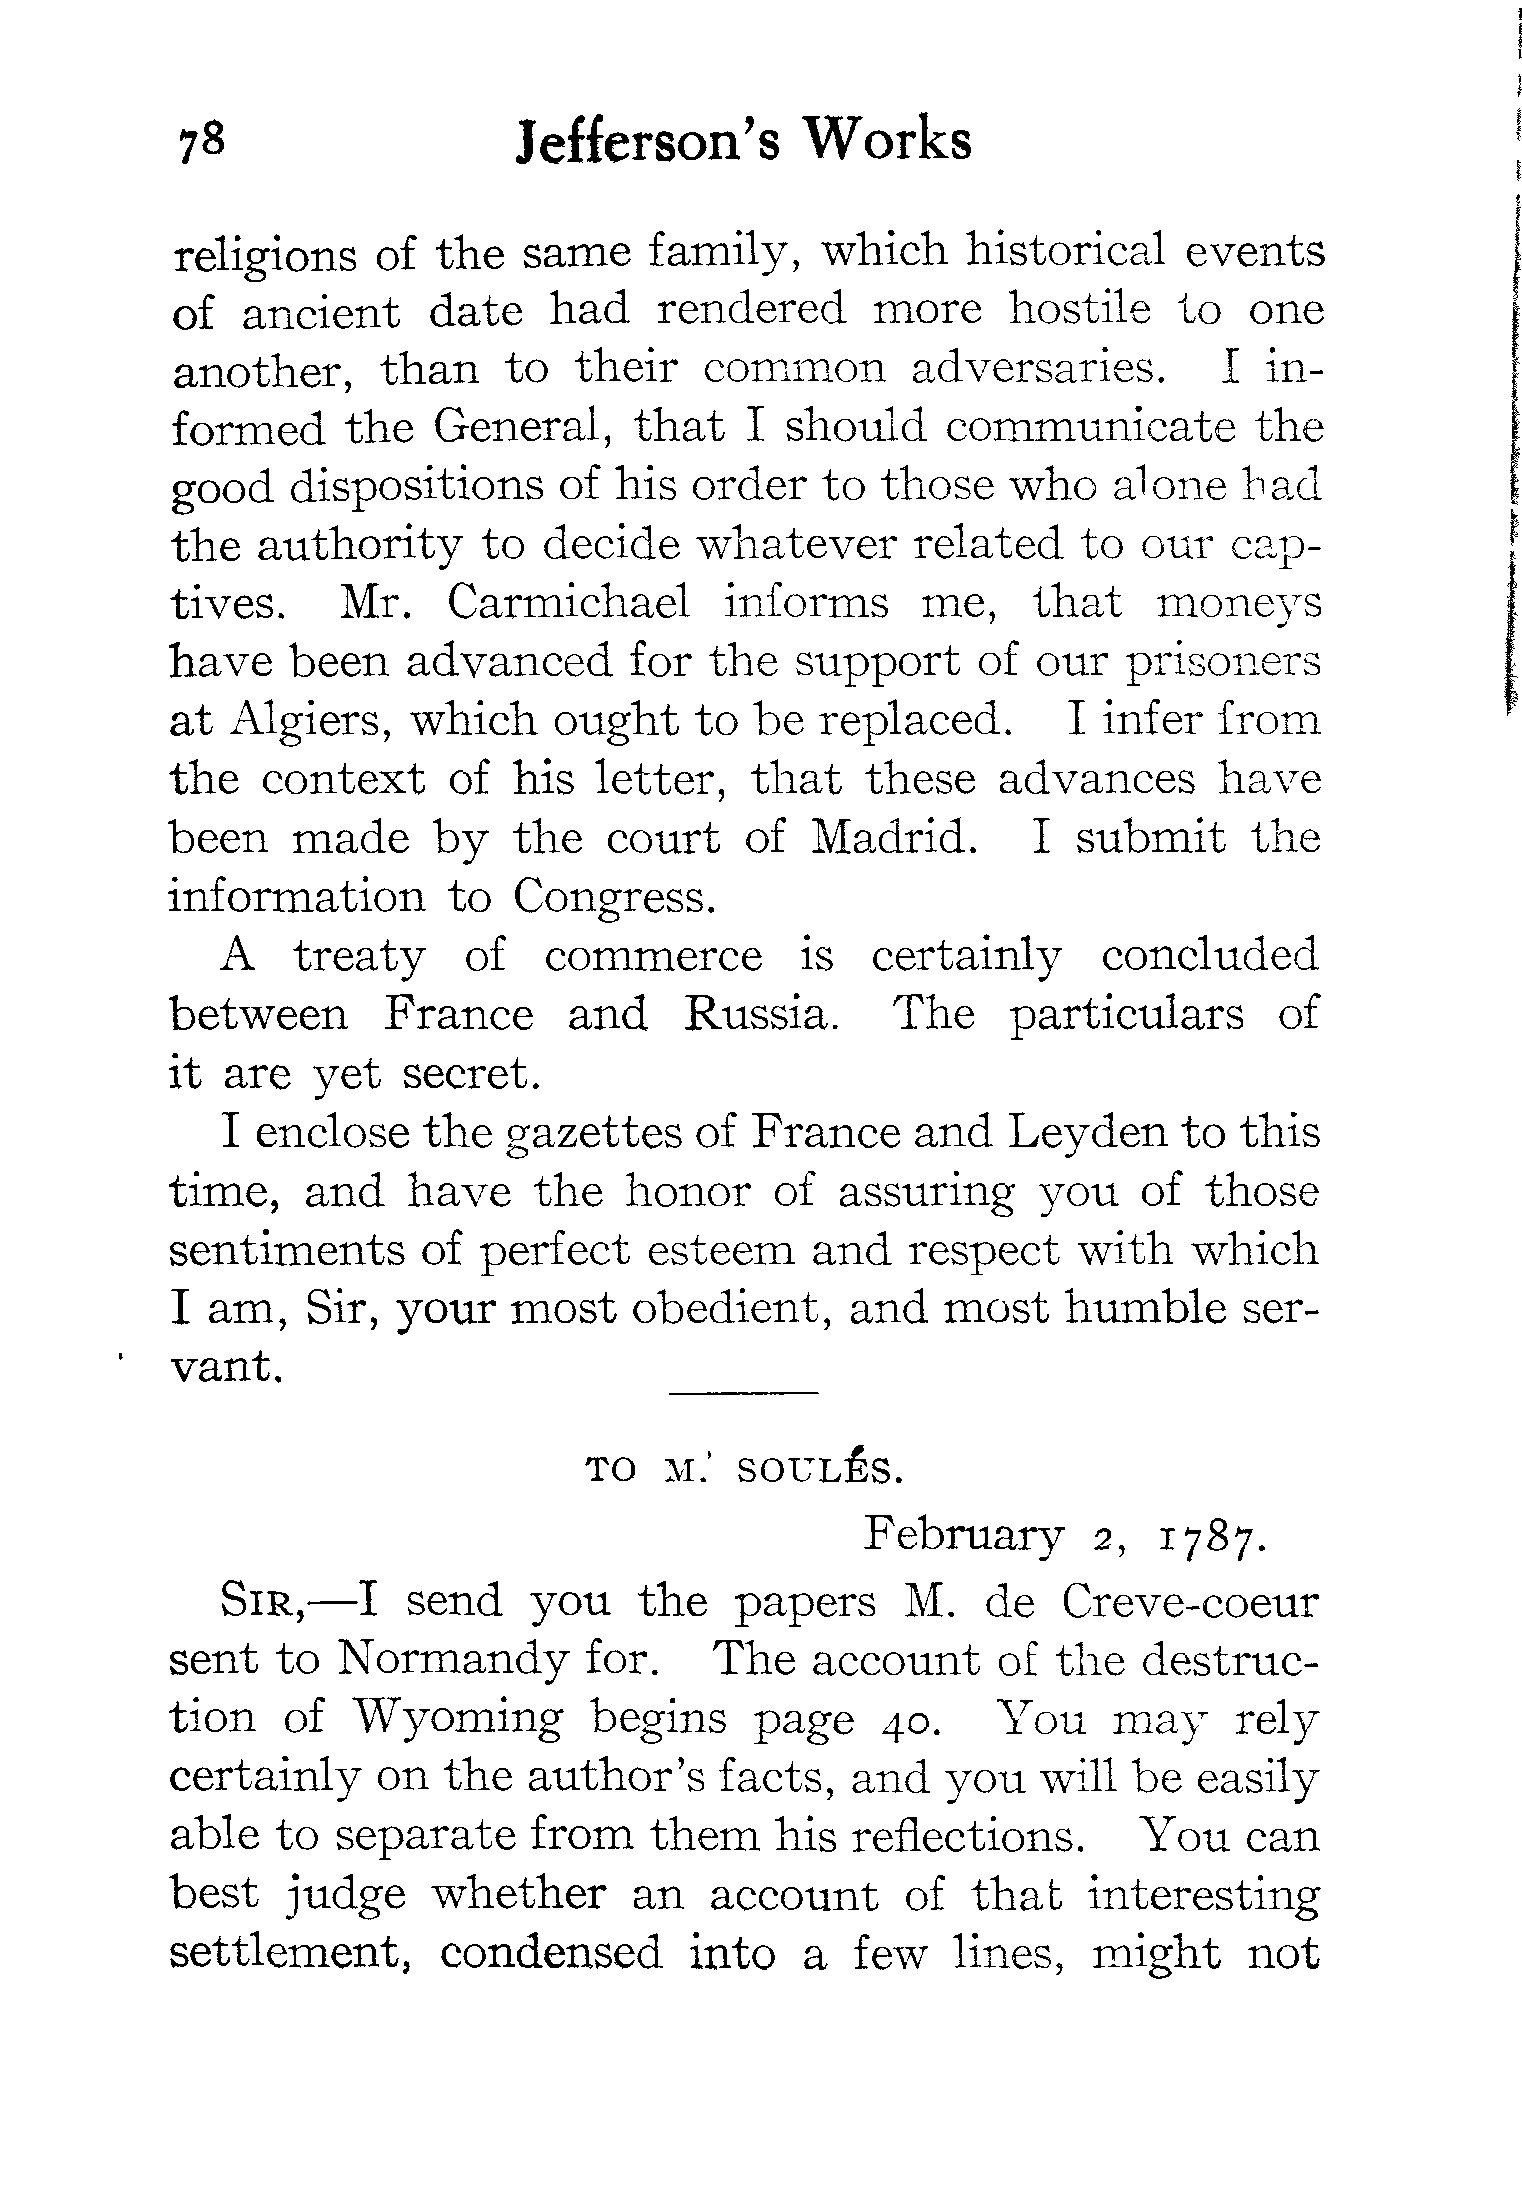 78 Jefferson's Works
religions of the same family, which historical events
of ancient date had rendered more hostile to one
another, than to their common adversaries. I in-
formed the General, that I should communicate the
good dispositions of his order to those who alone had
the authority to decide whatever related to our cap-
tives. Mr. Carmichael informs me, that moneys
have been advanced for the support of our prisoners
at Algiers, which ought to be replaced. I infer from
the context of his letter, that these advances have
been made by the court of Madrid. I submit the
information to Congress.
A treaty of commerce is certainly concluded
between France and Russia. The particulars of
it are yet secret.
I enclose the gazettes of France and Leyden to this
time, and have the honor of assuring you of those
sentiments of perfect esteem and respect with which
I am, Sir, your most obedient, and most humble ser-
vant.
TO M. SOULÉS.
February 2, 1787.
SIR,—I send you the papers M. de Creve-coeur
sent to Normandy for. The account of the destruc-
tion of Wyoming begins page 40. You may rely
certainly on the author's facts, and you will be easily
able to separate from them his reflections. You can
best judge whether an account of that interesting
settlement, condensed into a few lines, might not